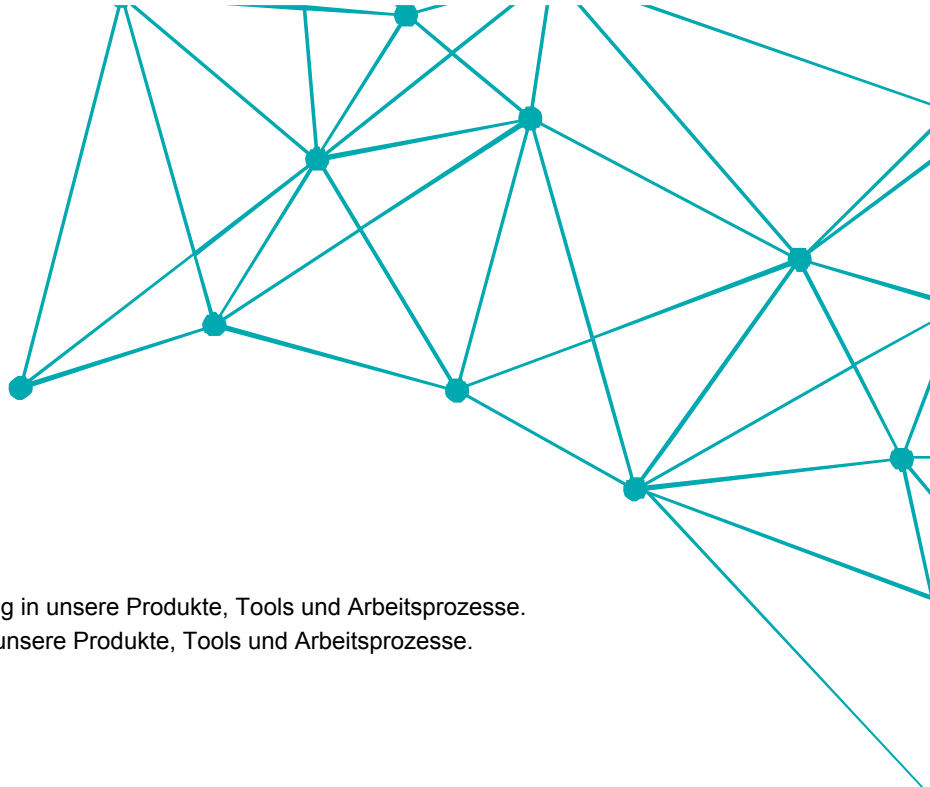 g in unsere Produkte, Tools und Arbeitsprozesse.
unsere Produkte, Tools und Arbeitsprozesse.